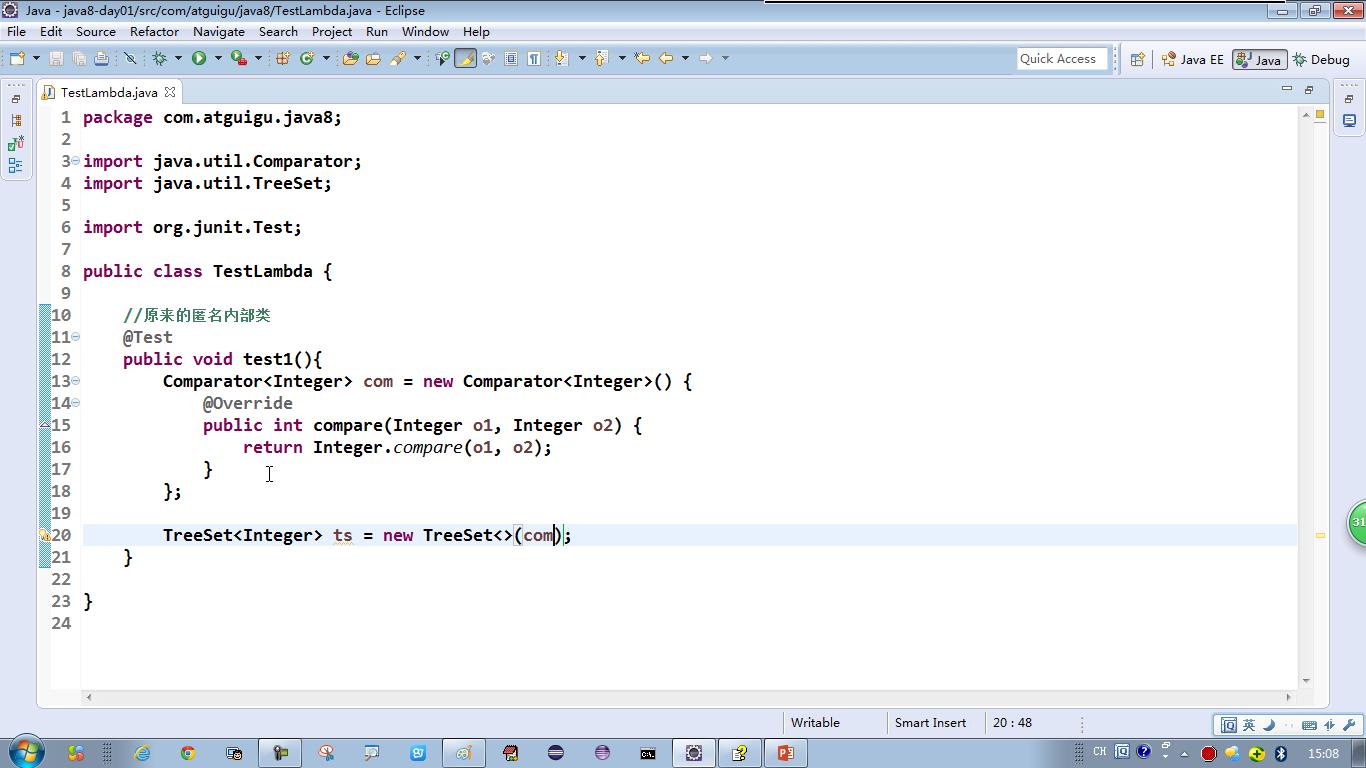 Java - java8-day01/src/com/atguigu/java8/TestLambda.java - Eclipse
File Edit Source Refactor Navigate Search Project Run Window Help
Quick Access Java EE Java Debug
TestLambda.java
1 package com.atguigu.java8;
2
3 import java.util.Comparator;
4 import java.util.TreeSet;
5
6 import org.junit.Test;
7
8 public class TestLambda {
9
10 //原来的匿名内部类
11 @Test
12 public void test1(){
13 Comparator<Integer> com = new Comparator<Integer>() {
14 @Override
15 public int compare(Integer o1, Integer o2) {
16 return Integer.compare(o1, o2);
17 }
18 };
19
20 TreeSet<Integer> ts = new TreeSet<>(com);
21 }
22
23 }
24
31
Writable Smart Insert 20 : 48
英
CH 15:08